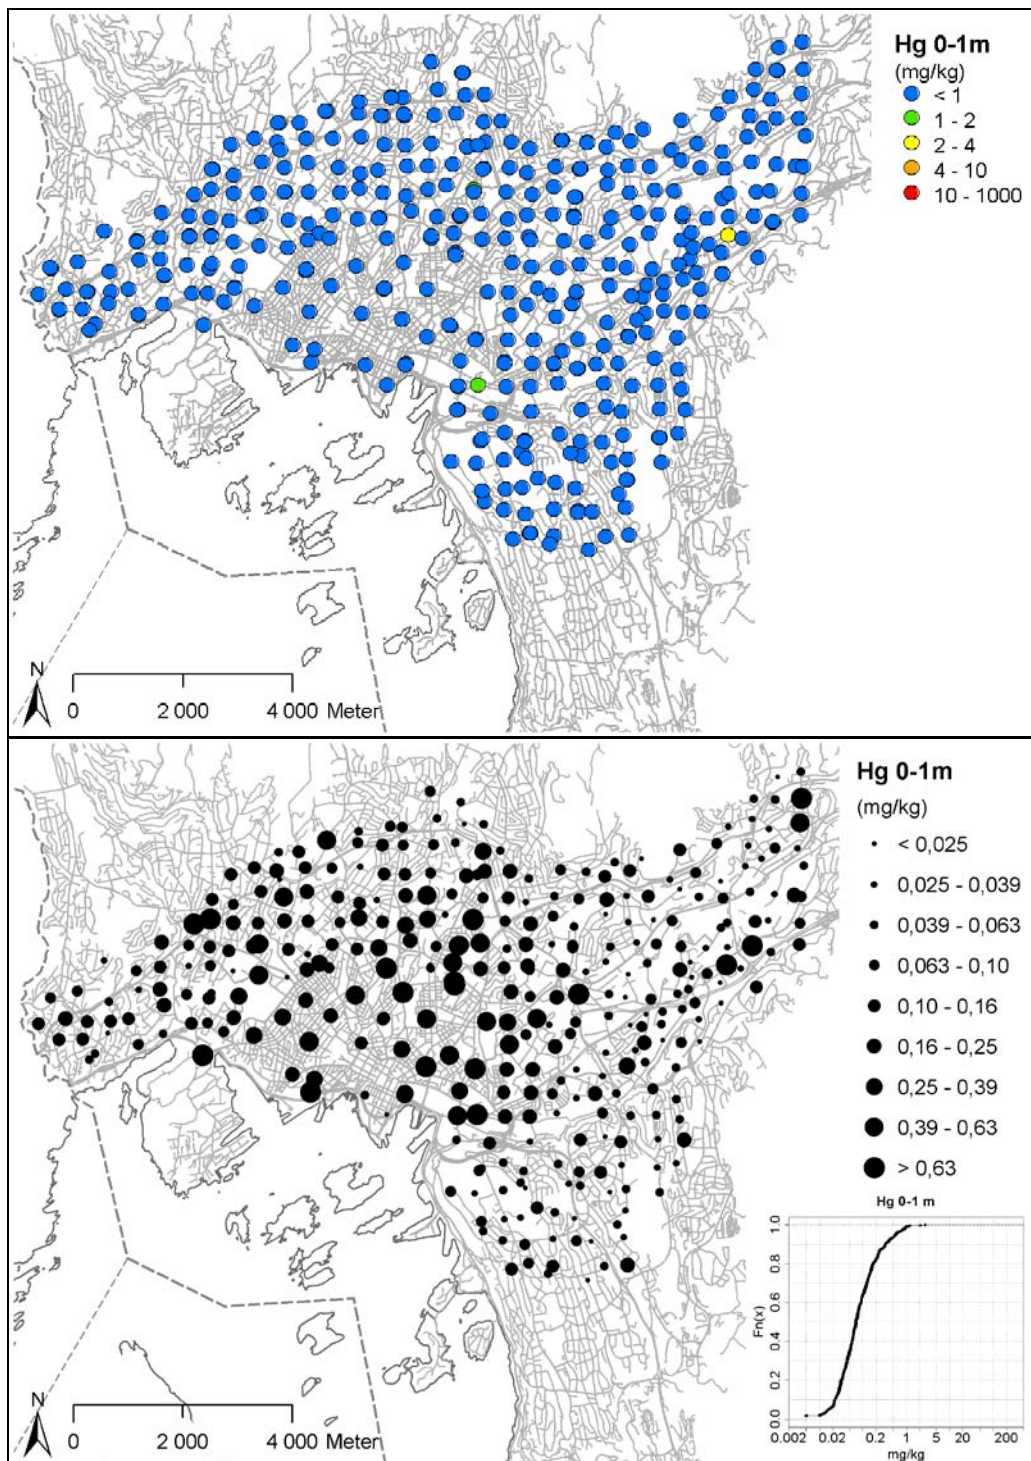 Hg 0-1m
(mg/kg)
< 1
1 - 2
2 - 4
4 - 10
10 - 1000
N
0 2 000 4 000 Meter
Hg 0-1m
(mg/kg)
< 0,025
0,025 - 0,039
0,039 - 0,063
0,063 - 0,10
0,10 - 0,16
0,16 - 0,25
0,25 - 0,39
0,39 - 0,63
> 0,63
Hg 0-1 m
Fn(x)
1.0
0.8
0.6
0.4
0.2
0.0
0.002 0.02 0.2 1 5 20 200
mg/kg
N
0 2 000 4 000 Meter